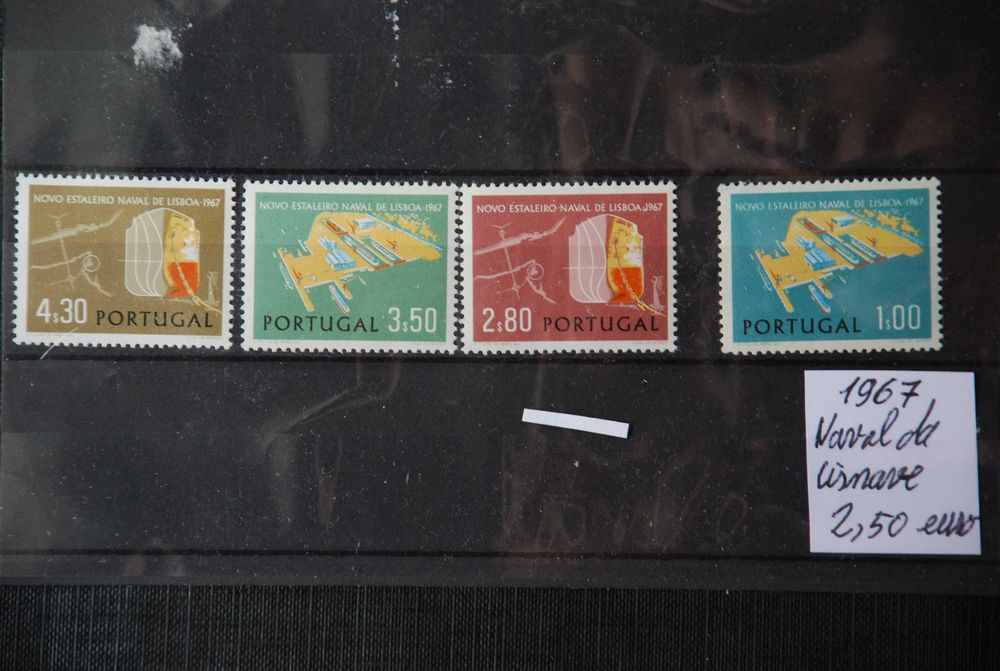 NOVO ESTALEIRO NAVAL DE LISBOA-1967
4.30 PORTUGAL
NOVO ESTALEIRO NAVAL DE LISBOA-1967
PORTUGAL 3$50
NOVO ESTALEIRO NAVAL DE LISBOA-1967
2$80 PORTUGAL
NOVO ESTALEIRO NAVAL DE LISBOA-1967
PORTUGAL 1$00
1967
Naval da
Lisnave
2,50 euro